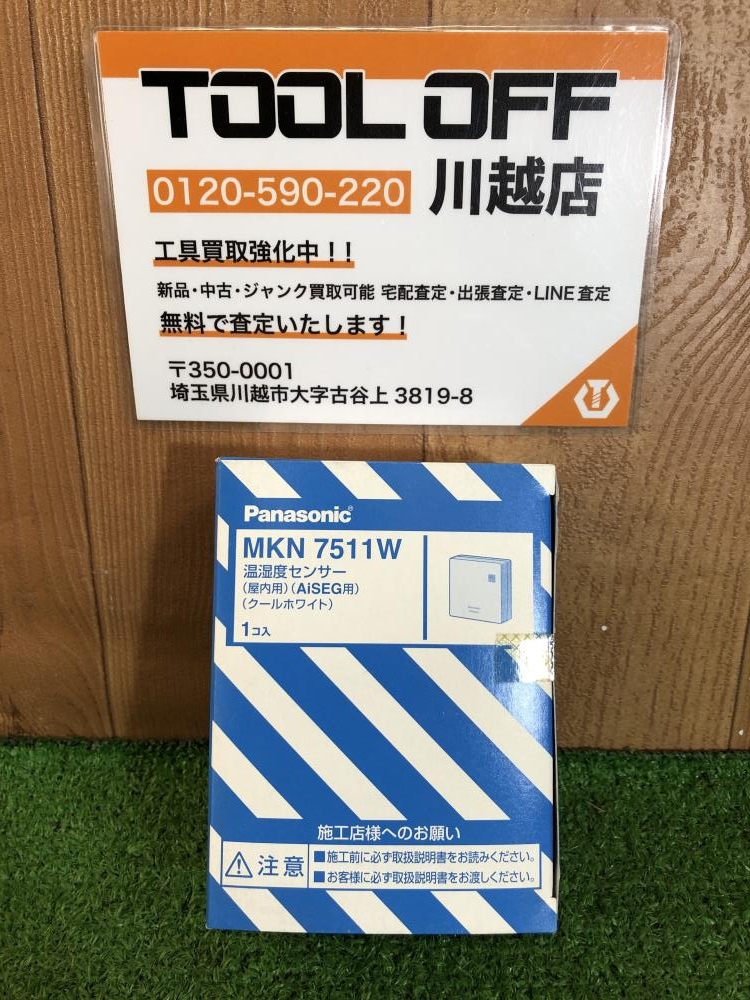 TOOL OFF
0120-590-220 川越店
工具買取強化中!!
新品・中古・ジャンク買取可能 宅配査定・出張査定・LINE査定
無料で査定いたします!
〒350-0001
埼玉県川越市大字古谷上 3819-8
Panasonic
MKN 7511W
温湿度センサー
(屋内用)(AiSEG用)
(クールホワイト)
1コ入
施工店様へのお願い
注意
■施工前に必ず取扱説明書をお読みください。
■お客様に必ず取扱説明書をお渡しください。